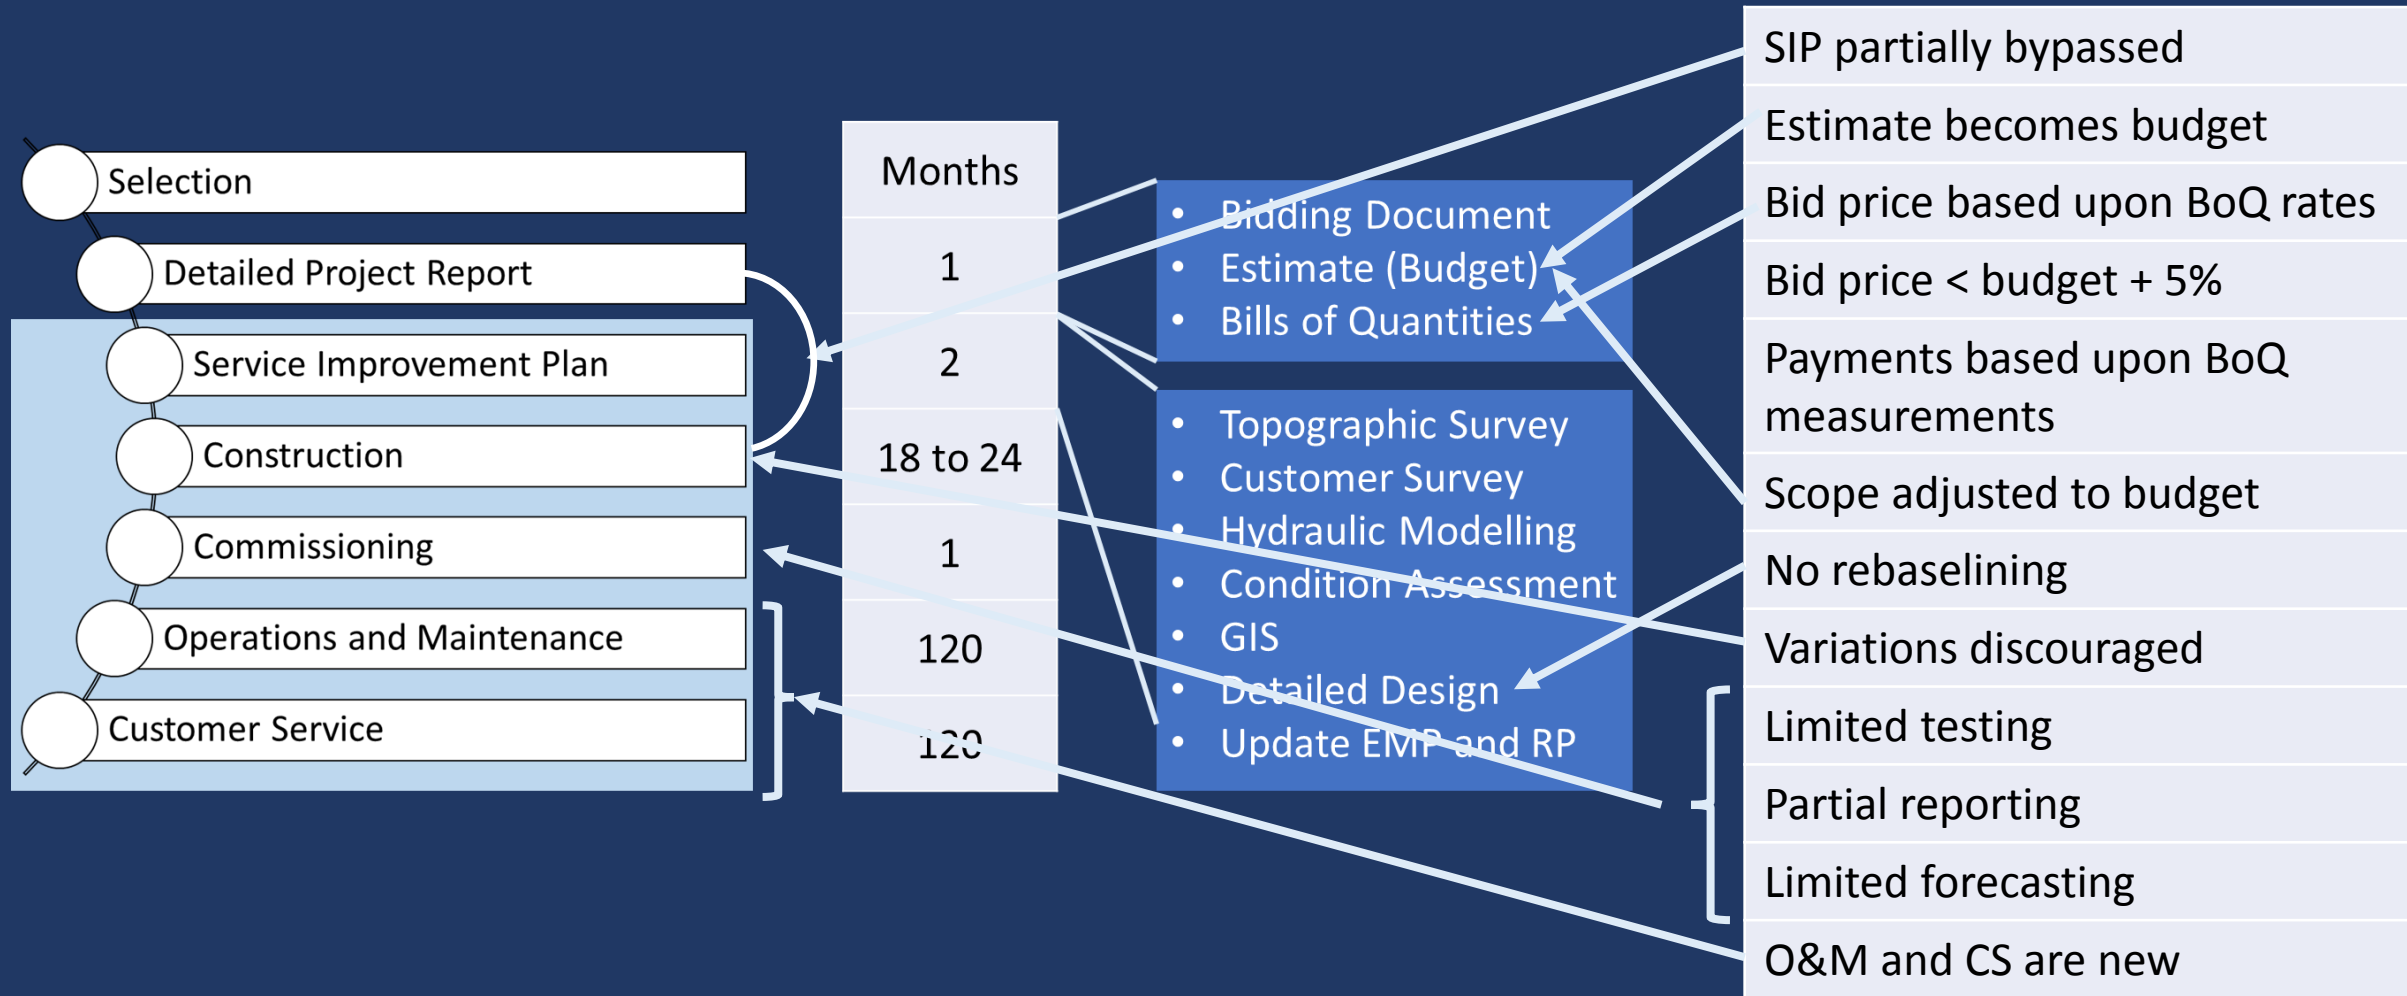 Selection
Detailed Project Report
Service Improvement Plan
Construction
Commissioning
Operations and Maintenance
Customer Service
Months
1
2
18 to 24
1
120
120
• Bidding Document
• Estimate (Budget)
• Bills of Quantities
• Topographic Survey
• Customer Survey
• Hydraulic Modelling
• Condition Assessment
• GIS
• Detailed Design
• Update EMP and RP
SIP partially bypassed
Estimate becomes budget
Bid price based upon BoQ rates
Bid price < budget + 5%
Payments based upon BoQ
measurements
Scope adjusted to budget
No rebaselining
Variations discouraged
Limited testing
Partial reporting
Limited forecasting
O&M and CS are new